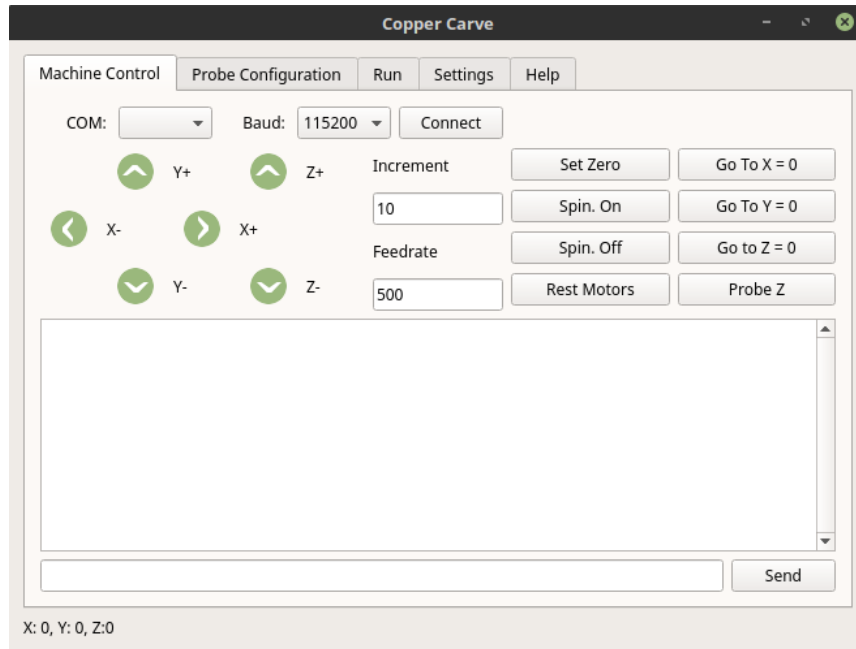 Copper Carve
Machine Control Probe Configuration Run Settings Help
COM: Baud: 115200 Connect
Y+ Z+ Increment Set Zero Go To X = 0
10 Spin. On Go To Y = 0
X- X+
Feedrate Spin. Off Go to Z = 0
Y- Z- 500 Rest Motors Probe Z
Send
X: 0, Y: 0, Z:0